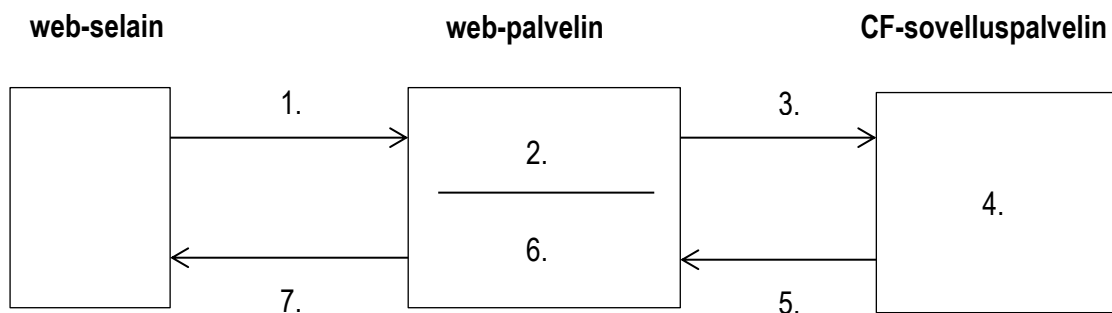 web-selain
web-palvelin
CF-sovelluspalvelin
1.
2.
3.
4.
5.
6.
7.